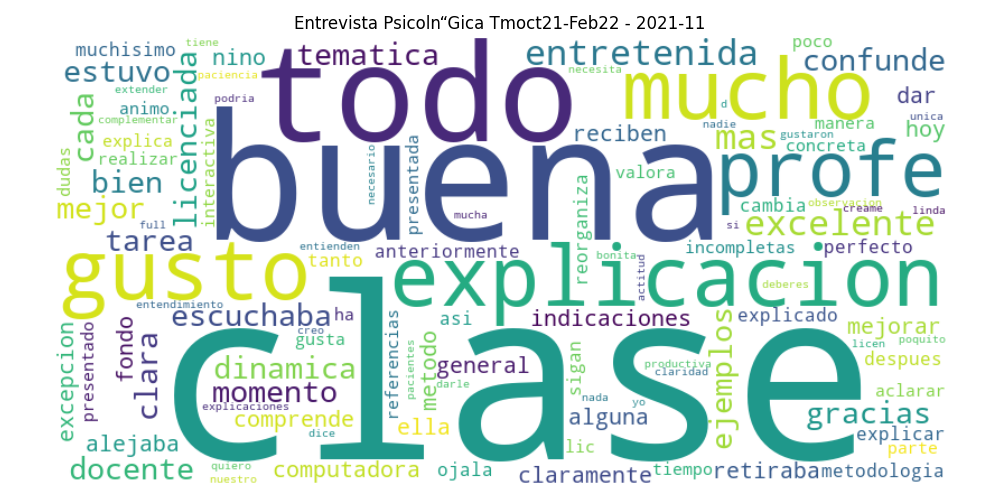 Entrevista Psicoln“Gica Tmoct21-Feb22 - 2021-11
muchisimo
tiene
nino
tematica
todo
entretenida
poco
confunde
estuvo
paciencia
necesita
mucho
extender
podria
dar
cada
licenciada
animo
complementar
interactiva
buena
reciben
d
nadie
mas
gustaron
manera
unica
hoy
explica
realizar
dudas
necesario
presentada
concreta
profe
valora
bien
mejor
full
mucha
reorganiza
cambia
observacion
creame
linda
si
excelente
tarea
entienden
tanto
anteriormente
bonita
actitud
incompletas
perfecto
gusto
explicacion
deberes
entendimiento
escuchaba
ha
creo
gusta
referencias
asi
indicaciones
explicado
mejorar
licen
poquito
excepcion
presentado
fondo
clara
dinamica
clase
pacientes
metodo
general
darle
sigan
productiva
claridad
ejemplos
despues
momento
explicaciones
comprende
dice
ella
nada
yo
alguna
aclarar
gracias
explicar
parte
alejaba
docente
quiero
nuestro
computadora
ojala
lic
claramente
tiempo
retiraba
metodologia